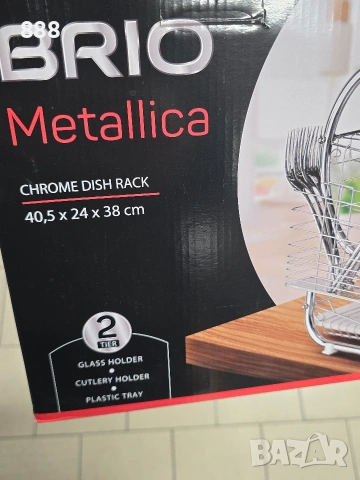 888
BRIO
Metallica
CHROME DISH RACK
40,5 x 24 x 38 cm
2
TIER
GLASS HOLDER •
CUTLERY HOLDER •
PLASTIC TRAY •
BAZAR
bg